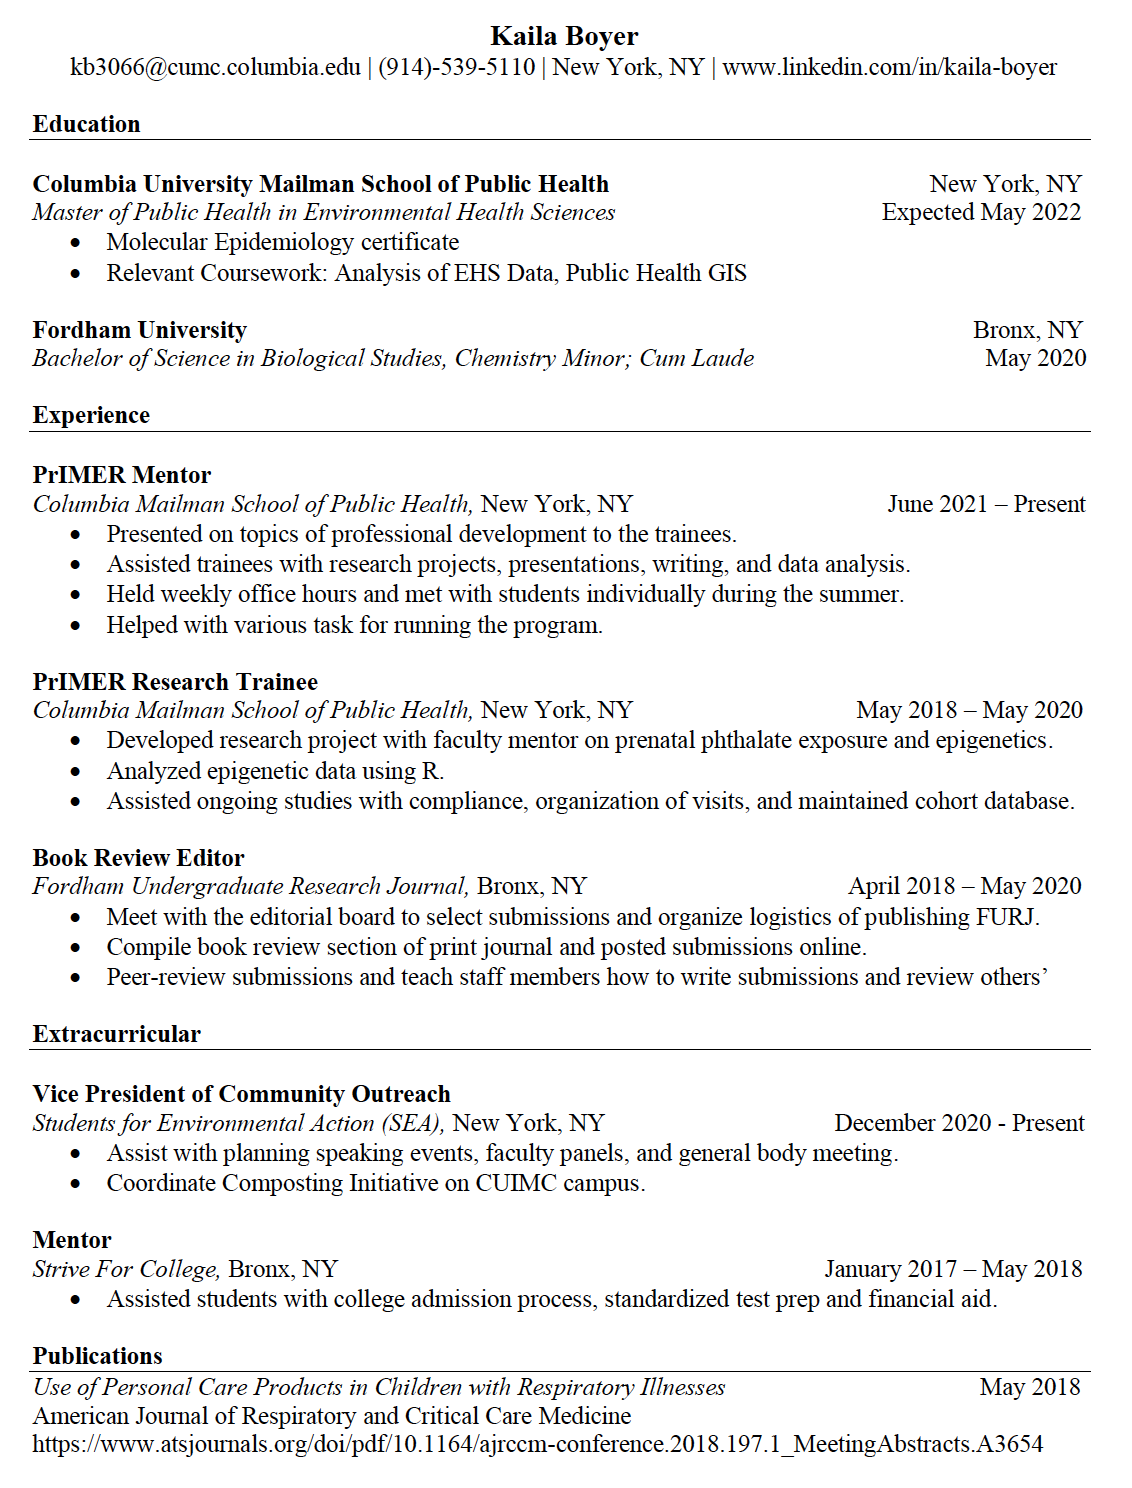 Kaila Boyer
kb3066@cumc.columbia.edu | (914)-539-5110 | New York, NY | www.linkedin.com/in/kaila-boyer
Education
Columbia University Mailman School of Public Health New York, NY
Master of Public Health in Environmental Health Sciences Expected May 2022
• Molecular Epidemiology certificate
• Relevant Coursework: Analysis of EHS Data, Public Health GIS
Fordham University Bronx, NY
Bachelor of Science in Biological Studies, Chemistry Minor; Cum Laude May 2020
Experience
PrIMER Mentor
Columbia Mailman School of Public Health, New York, NY June 2021 – Present
• Presented on topics of professional development to the trainees.
• Assisted trainees with research projects, presentations, writing, and data analysis.
• Held weekly office hours and met with students individually during the summer.
• Helped with various task for running the program.
PrIMER Research Trainee
Columbia Mailman School of Public Health, New York, NY May 2018 – May 2020
• Developed research project with faculty mentor on prenatal phthalate exposure and epigenetics.
• Analyzed epigenetic data using R.
• Assisted ongoing studies with compliance, organization of visits, and maintained cohort database.
Book Review Editor
Fordham Undergraduate Research Journal, Bronx, NY April 2018 – May 2020
• Meet with the editorial board to select submissions and organize logistics of publishing FURJ.
• Compile book review section of print journal and posted submissions online.
• Peer-review submissions and teach staff members how to write submissions and review others’
Extracurricular
Vice President of Community Outreach
Students for Environmental Action (SEA), New York, NY December 2020 - Present
• Assist with planning speaking events, faculty panels, and general body meeting.
• Coordinate Composting Initiative on CUIMC campus.
Mentor
Strive For College, Bronx, NY January 2017 – May 2018
• Assisted students with college admission process, standardized test prep and financial aid.
Publications
Use of Personal Care Products in Children with Respiratory Illnesses May 2018
American Journal of Respiratory and Critical Care Medicine
https://www.atsjournals.org/doi/pdf/10.1164/ajrccm-conference.2018.197.1_MeetingAbstracts.A3654